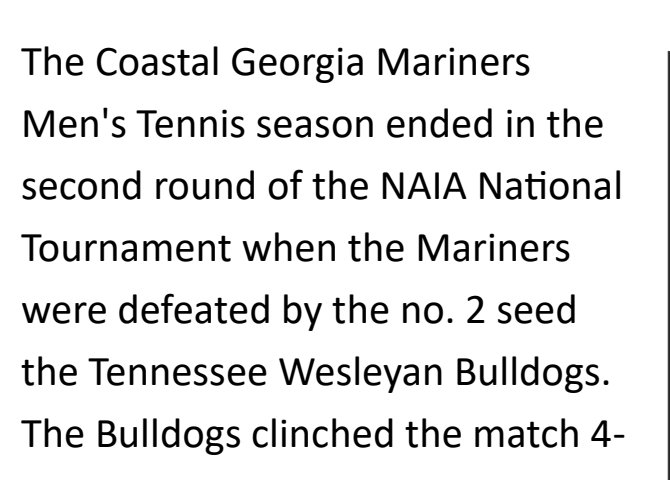 The Coastal Georgia Mariners
Men's Tennis season ended in the
second round of the NAIA National
Tournament when the Mariners
were defeated by the no. 2 seed
the Tennessee Wesleyan Bulldogs.
The Bulldogs clinched the match 4-